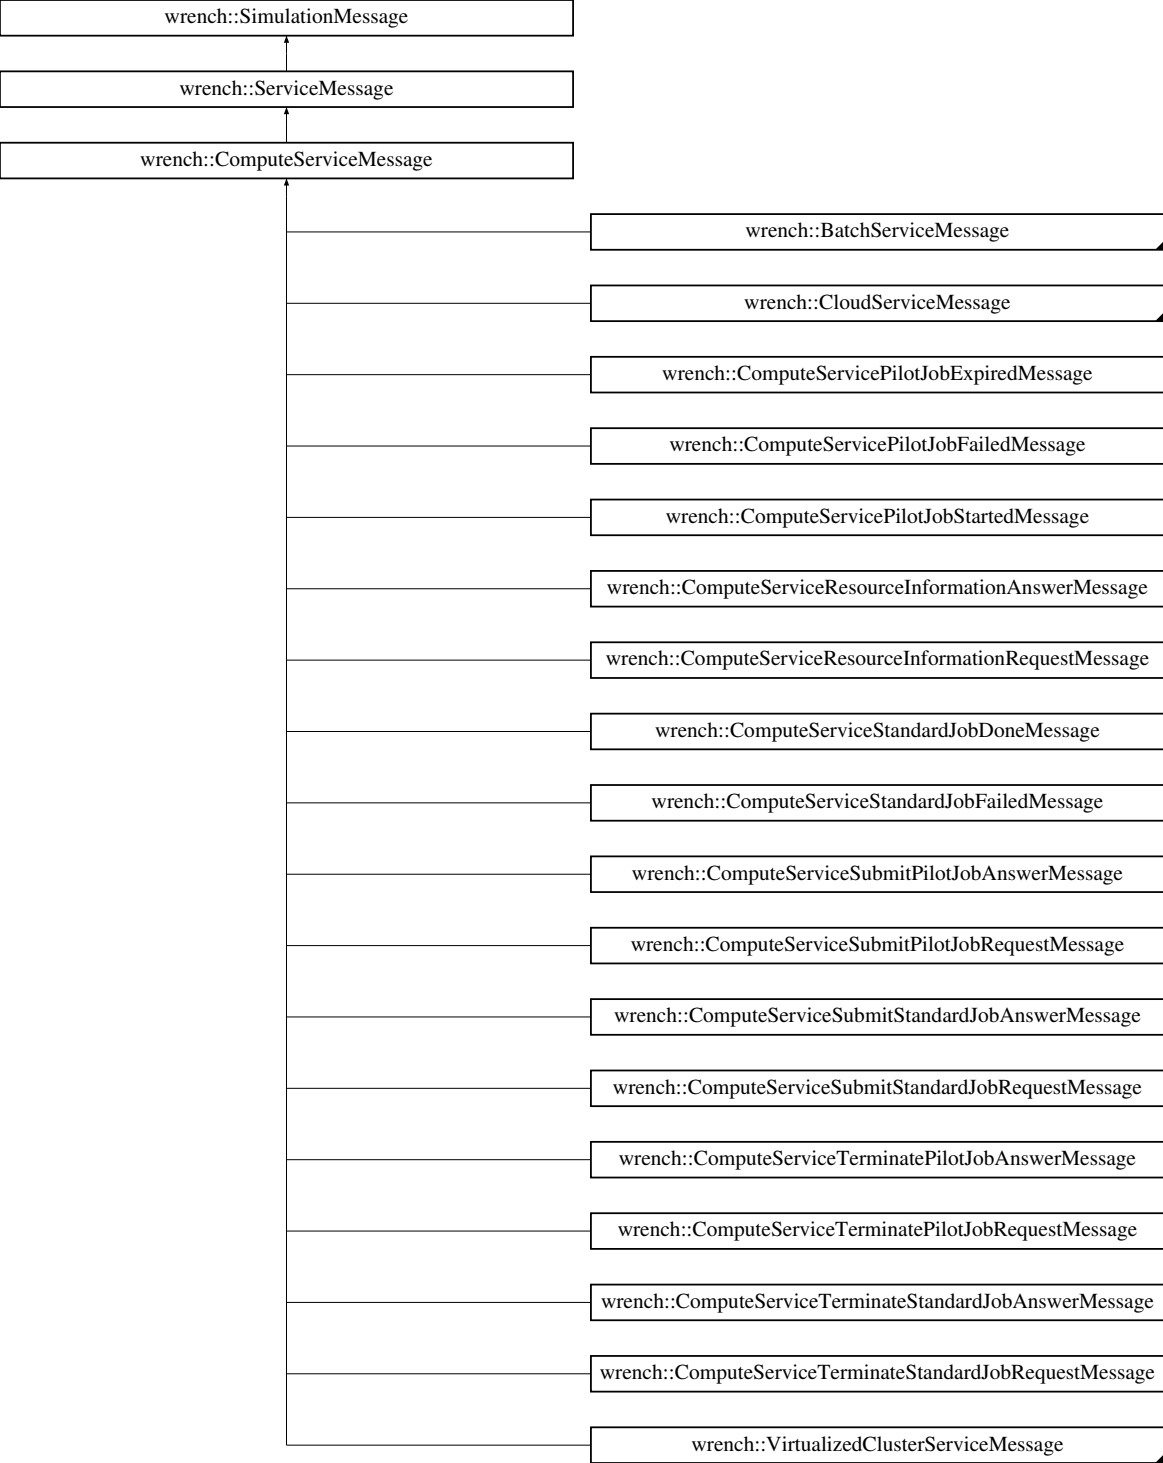 wrench::SimulationMessage
wrench::ServiceMessage
wrench::ComputeServiceMessage
wrench::BatchServiceMessage
wrench::CloudServiceMessage
wrench::ComputeServicePilotJobExpiredMessage
wrench::ComputeServicePilotJobFailedMessage
wrench::ComputeServicePilotJobStartedMessage
wrench::ComputeServiceResourceInformationAnswerMessage
wrench::ComputeServiceResourceInformationRequestMessage
wrench::ComputeServiceStandardJobDoneMessage
wrench::ComputeServiceStandardJobFailedMessage
wrench::ComputeServiceSubmitPilotJobAnswerMessage
wrench::ComputeServiceSubmitPilotJobRequestMessage
wrench::ComputeServiceSubmitStandardJobAnswerMessage
wrench::ComputeServiceSubmitStandardJobRequestMessage
wrench::ComputeServiceTerminatePilotJobAnswerMessage
wrench::ComputeServiceTerminatePilotJobRequestMessage
wrench::ComputeServiceTerminateStandardJobAnswerMessage
wrench::ComputeServiceTerminateStandardJobRequestMessage
wrench::VirtualizedClusterServiceMessage